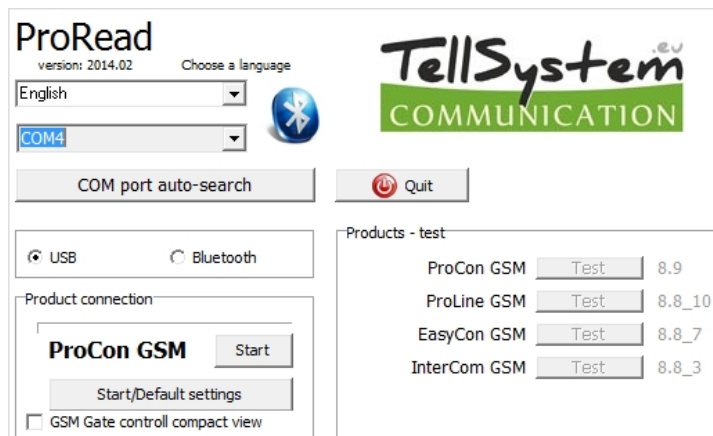 ProRead
version: 2014.02
Choose a language
English
COM4
TellSystem.eu
COMMUNICATION
COM port auto-search
Quit
USB
Bluetooth
Product connection
ProCon GSM
Start
Start/Default settings
GSM Gate controll compact view
Products - test
ProCon GSM Test 8.9
ProLine GSM Test 8.8_10
EasyCon GSM Test 8.8_7
InterCom GSM Test 8.8_3